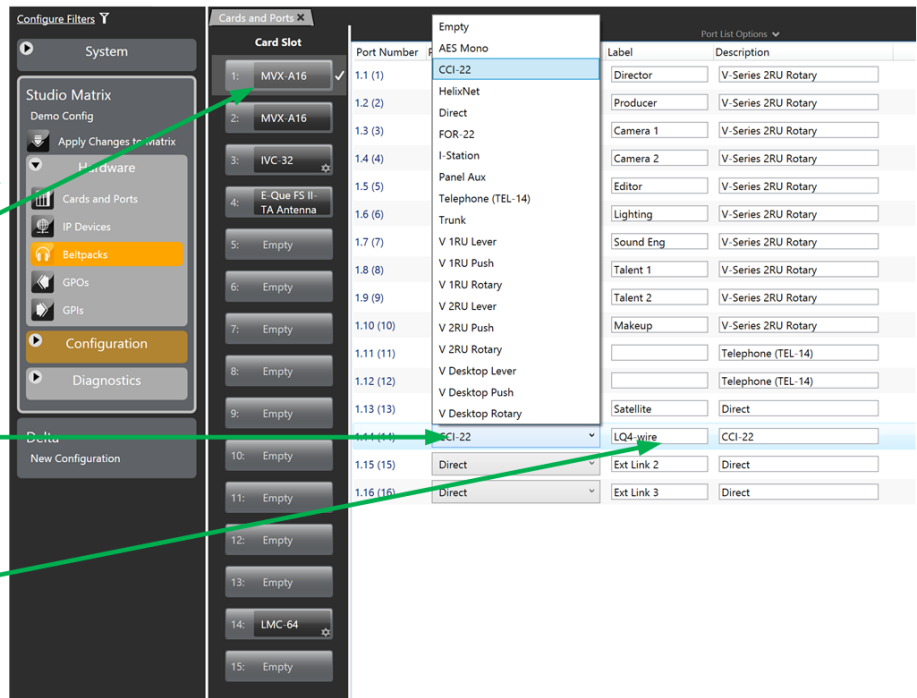 Configure Filters
System
Studio Matrix
Demo Config
Apply Changes to Matrix
Hardware
Cards and Ports
IP Devices
Beltpacks
GPOs
GPIs
Configuration
Diagnostics
Delta
New Configuration
Cards and Ports ×
Card Slot
1: MVX-A16
2: MVX-A16
3: IVC-32
4: E-Que FS II-
TA Antenna
5: Empty
6: Empty
7: Empty
8: Empty
9: Empty
10: Empty
11: Empty
12: Empty
13: Empty
14: LMC-64
15: Empty
Port List Options
Port Number
Label
Description
Empty
AES Mono
CCI-22
HelixNet
Direct
FOR-22
I-Station
Panel Aux
Telephone (TEL-14)
Trunk
V 1RU Lever
V 1RU Push
V 1RU Rotary
V 2RU Lever
V 2RU Push
V 2RU Rotary
V Desktop Lever
V Desktop Push
V Desktop Rotary
1.1 (1) Director V-Series 2RU Rotary
1.2 (2) Producer V-Series 2RU Rotary
1.3 (3) Camera 1 V-Series 2RU Rotary
1.4 (4) Camera 2 V-Series 2RU Rotary
1.5 (5) Editor V-Series 2RU Rotary
1.6 (6) Lighting V-Series 2RU Rotary
1.7 (7) Sound Eng V-Series 2RU Rotary
1.8 (8) Talent 1 V-Series 2RU Rotary
1.9 (9) Talent 2 V-Series 2RU Rotary
1.10 (10) Makeup V-Series 2RU Rotary
1.11 (11) Telephone (TEL-14)
1.12 (12) Telephone (TEL-14)
1.13 (13) Satellite Direct
1.14 (14) CCI-22 LQ4-wire CCI-22
1.15 (15) Direct Ext Link 2 Direct
1.16 (16) Direct Ext Link 3 Direct